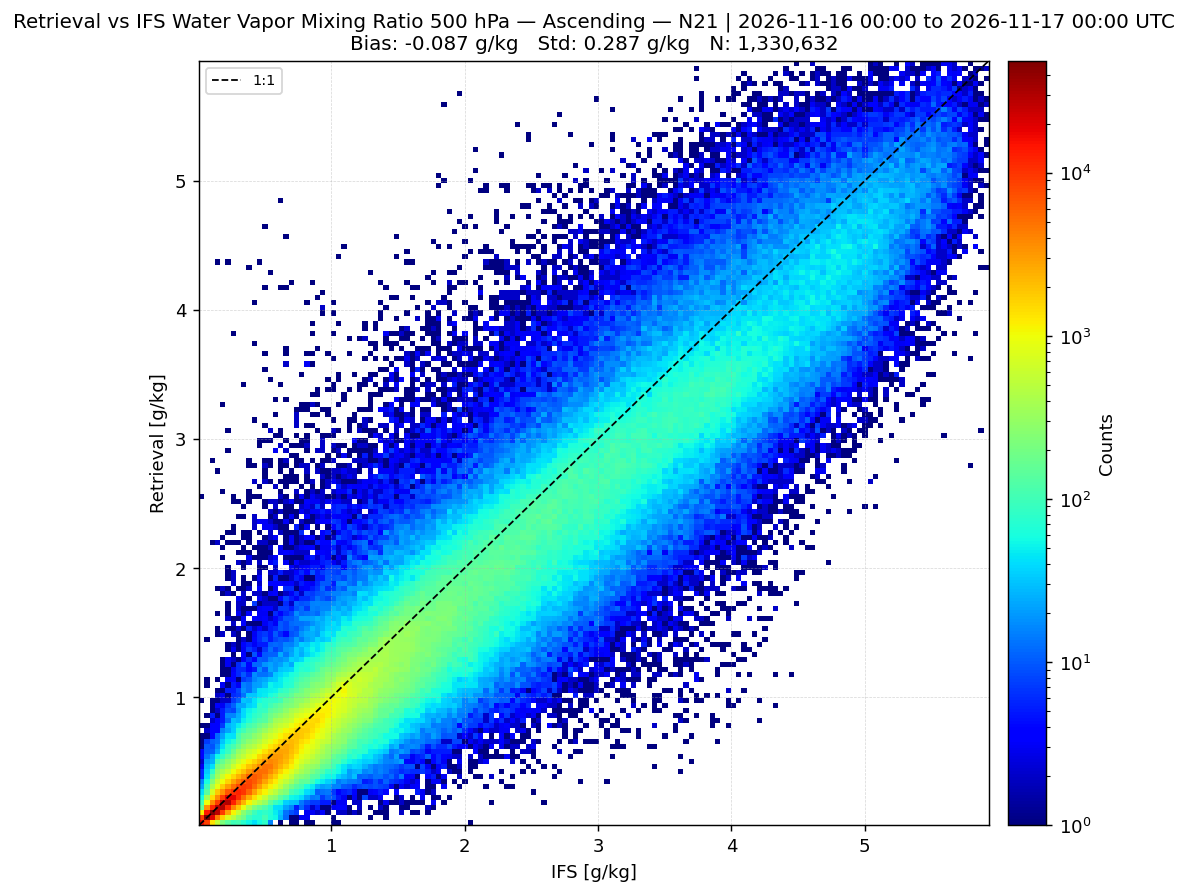 Retrieval vs IFS Water Vapor Mixing Ratio 500 hPa — Ascending — N21 | 2026-11-16 00:00 to 2026-11-17 00:00 UTC
Bias: -0.087 g/kg   Std: 0.287 g/kg   N: 1,330,632
1:1
Retrieval [g/kg]
5
4
3
2
1
1 2 3 4 5
IFS [g/kg]
10⁴
10³
10²
10¹
10⁰
Counts